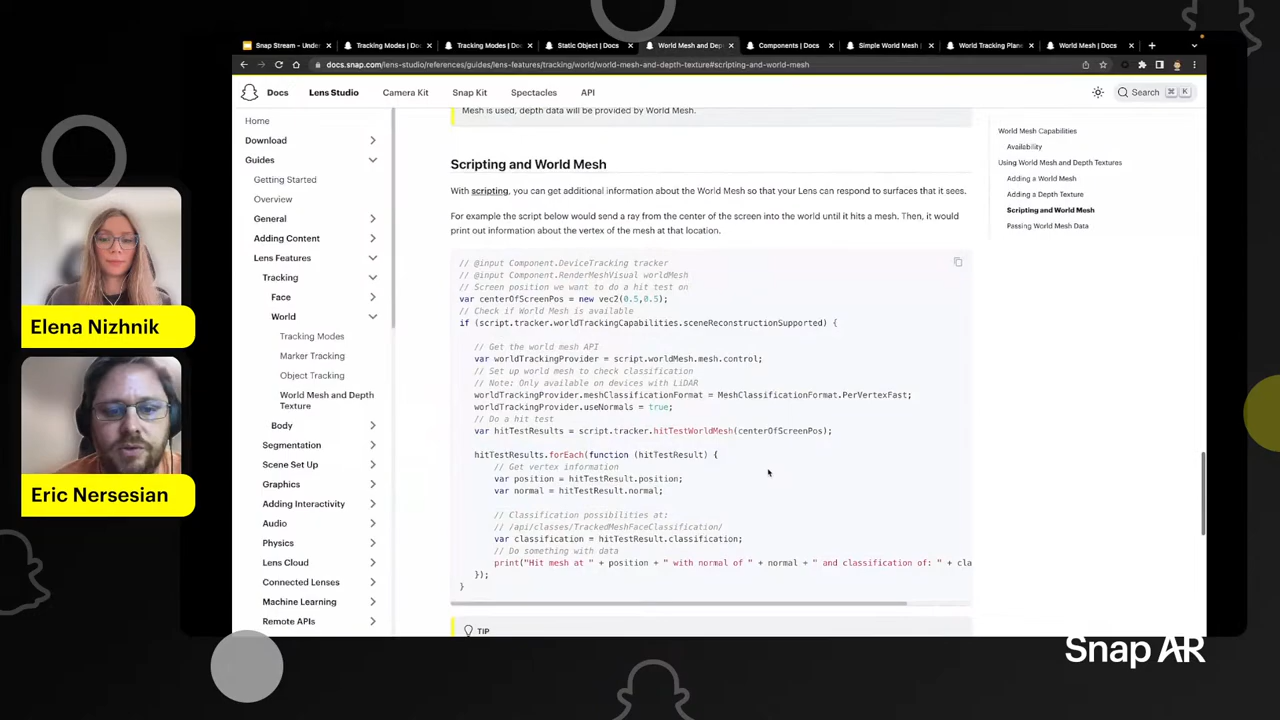 Snap Stream - Unde
Tracking Modes | Doc
Tracking Modes | Doc
Static Object | Docs
World Mesh and Dep
Components | Docs
Simple World Mesh |
World Tracking Plan
World Mesh | Docs
docs.snap.com/lens-studio/references/guides/lens-features/tracking/world/world-mesh-and-depth-texture#scripting-and-world-mesh
Docs Lens Studio Camera Kit Snap Kit Spectacles API
Search ⌘ K
Home
Download
Guides
Getting Started
Overview
General
Adding Content
Lens Features
Tracking
Face
World
Tracking Modes
Marker Tracking
Object Tracking
World Mesh and Depth
Texture
Body
Segmentation
Scene Set Up
Graphics
Adding Interactivity
Audio
Physics
Lens Cloud
Connected Lenses
Machine Learning
Remote APIs
Mesh is used, depth data will be provided by World Mesh.
Scripting and World Mesh
With scripting, you can get additional information about the World Mesh so that your Lens can respond to surfaces that it sees.
For example the script below would send a ray from the center of the screen into the world until it hits a mesh. Then, it would
print out information about the vertex of the mesh at that location.
// @input Component.DeviceTracking tracker
// @input Component.RenderMeshVisual worldMesh
// Screen position we want to do a hit test on
var centerOfScreenPos = new vec2(0.5,0.5);
// Check if World Mesh is available
if (script.tracker.worldTrackingCapabilities.sceneReconstructionSupported) {
// Get the world mesh API
var worldTrackingProvider = script.worldMesh.mesh.control;
// Set up world mesh to check classification
// Note: Only available on devices with LiDAR
worldTrackingProvider.meshClassificationFormat = MeshClassificationFormat.PerVertexFast;
worldTrackingProvider.useNormals = true;
// Do a hit test
var hitTestResults = script.tracker.hitTestWorldMesh(centerOfScreenPos);
hitTestResults.forEach(function (hitTestResult) {
// Get vertex information
var position = hitTestResult.position;
var normal = hitTestResult.normal;
// Classification possibilities at:
// /api/classes/TrackedMeshFaceClassification/
var classification = hitTestResult.classification;
// Do something with data
print("Hit mesh at " + position + " with normal of " + normal + " and classification of: " + cla
});
}
TIP
World Mesh Capabilities
Availability
Using World Mesh and Depth Textures
Adding a World Mesh
Adding a Depth Texture
Scripting and World Mesh
Passing World Mesh Data
Elena Nizhnik
Eric Nersesian
Snap AR